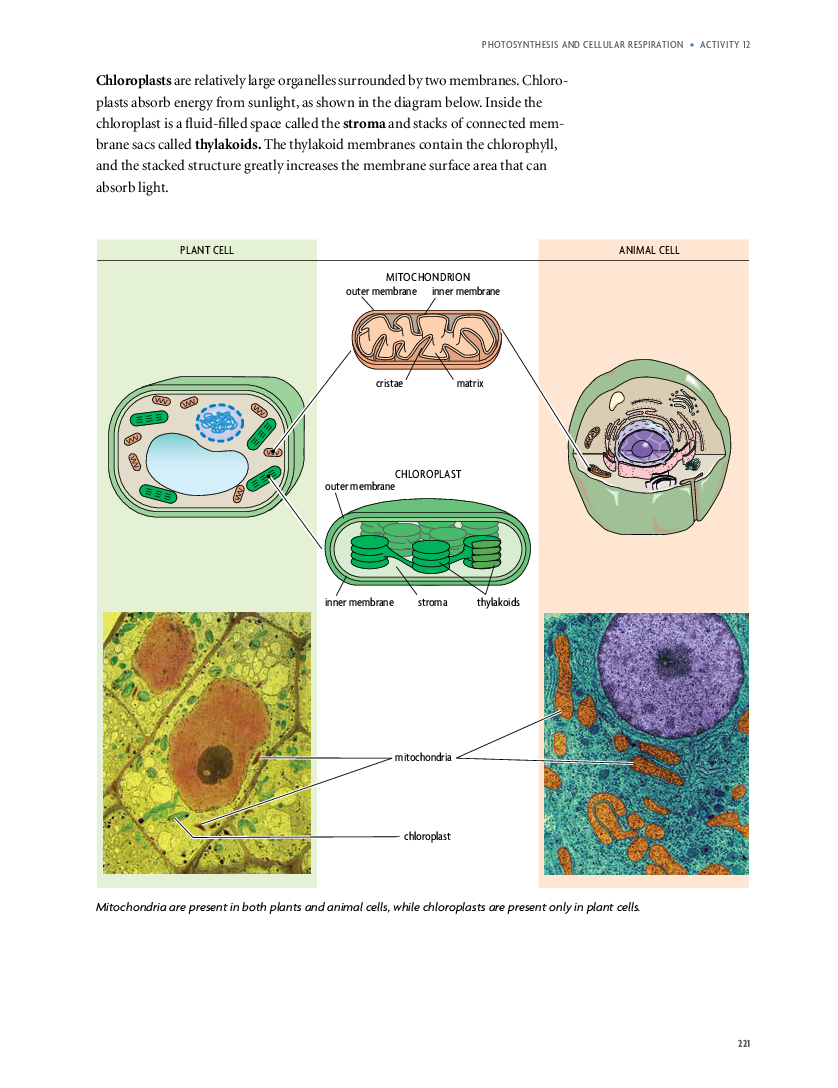 PHOTOSYNTHESIS AND CELLULAR RESPIRATION • ACTIVITY 12
Chloroplasts are relatively large organelles surrounded by two membranes. Chloro-
plasts absorb energy from sunlight, as shown in the diagram below. Inside the
chloroplast is a fluid-filled space called the stroma and stacks of connected mem-
brane sacs called thylakoids. The thylakoid membranes contain the chlorophyll,
and the stacked structure greatly increases the membrane surface area that can
absorb light.
PLANT CELL
ANIMAL CELL
MITOCHONDRION
outer membrane inner membrane
cristae matrix
CHLOROPLAST
outer membrane
inner membrane stroma thylakoids
mitochondria
chloroplast
Mitochondria are present in both plants and animal cells, while chloroplasts are present only in plant cells.
221